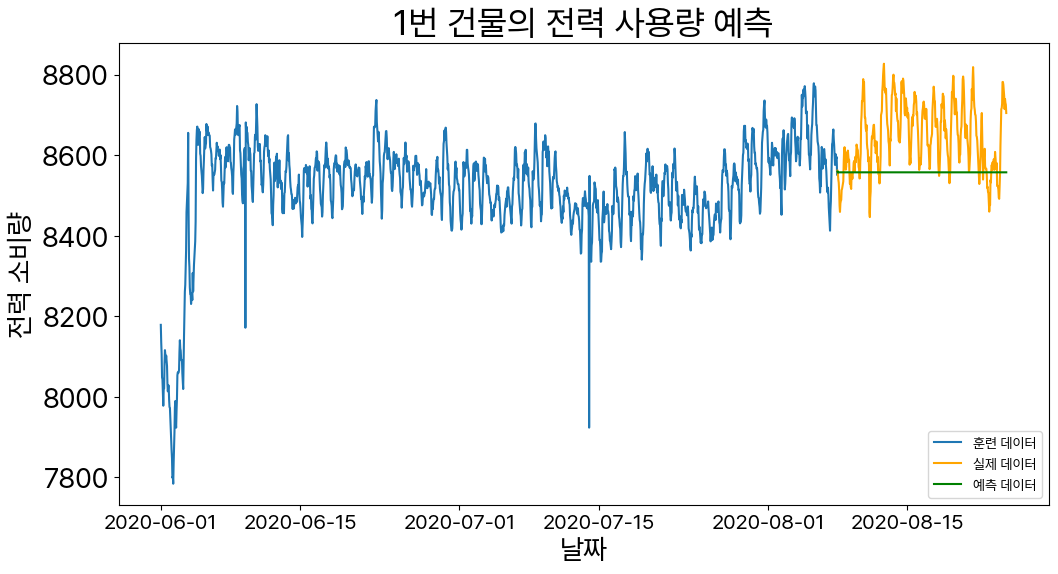 1번 건물의 전력 사용량 예측
전력 소비량
8800
8600
8400
8200
8000
7800
훈련 데이터
실제 데이터
예측 데이터
2020-06-01 2020-06-15 2020-07-01 2020-07-15 2020-08-01 2020-08-15
날짜